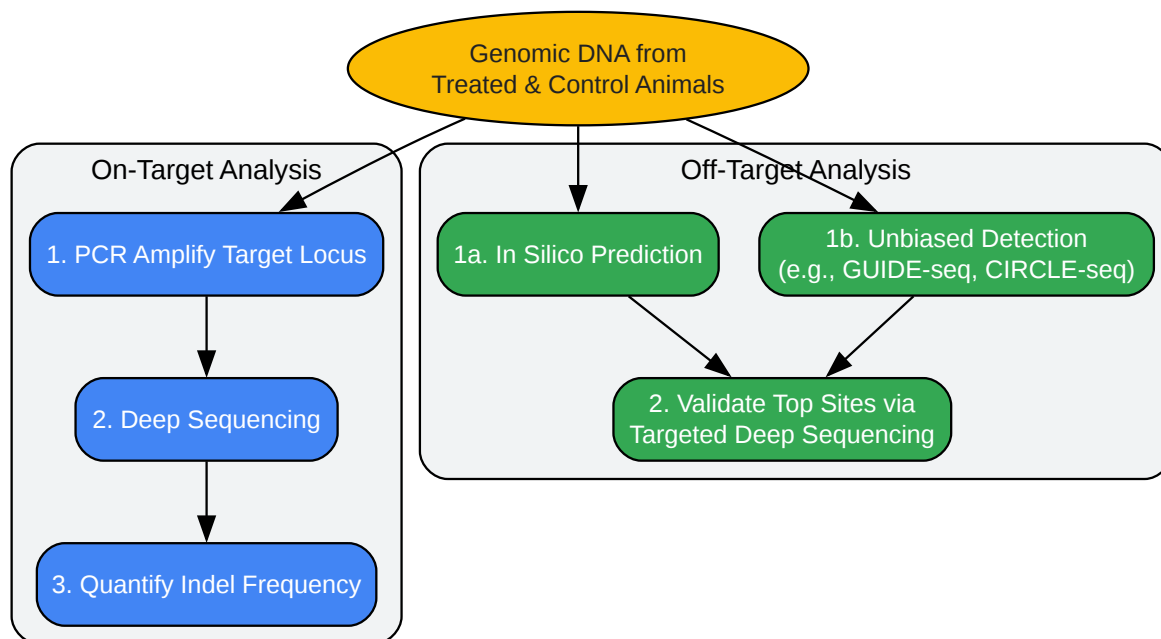 Genomic DNA from
Treated & Control Animals
On-Target Analysis
1. PCR Amplify Target Locus
2. Deep Sequencing
3. Quantify Indel Frequency
Off-Target Analysis
1a. In Silico Prediction
1b. Unbiased Detection
(e.g., GUIDE-seq, CIRCLE-seq)
2. Validate Top Sites via
Targeted Deep Sequencing